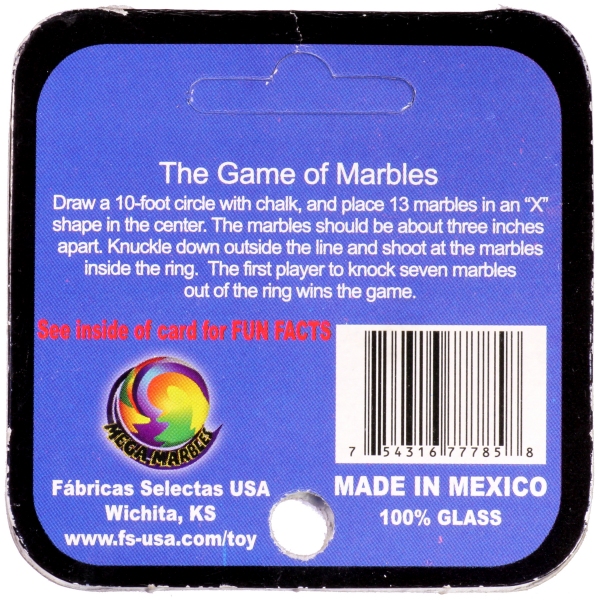 The Game of Marbles
Draw a 10-foot circle with chalk, and place 13 marbles in an “X”
shape in the center. The marbles should be about three inches
apart. Knuckle down outside the line and shoot at the marbles
inside the ring. The first player to knock seven marbles
out of the ring wins the game.
See inside of card for FUN FACTS
MEGA-MARBLES
Fábricas Selectas USA
Wichita, KS
www.fs-usa.com/toy
7 54316 77785 8
MADE IN MEXICO
100% GLASS